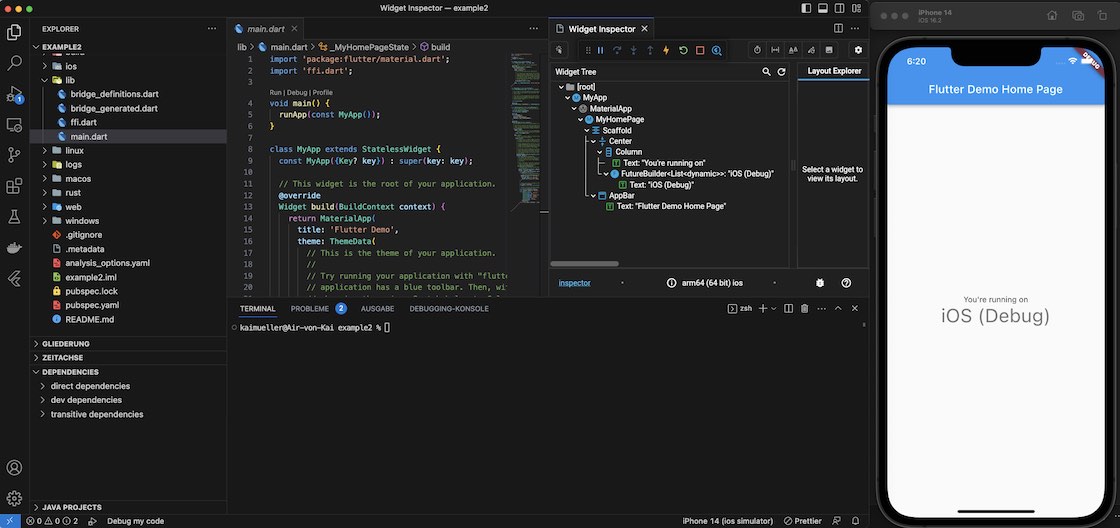 Widget Inspector — example2
EXPLORER
EXAMPLE2
ios
lib
bridge_definitions.dart
bridge_generated.dart
ffi.dart
main.dart
linux
logs
macos
rust
web
windows
.gitignore
.metadata
analysis_options.yaml
example2.iml
pubspec.lock
pubspec.yaml
README.md
GLIEDERUNG
ZEITACHSE
DEPENDENCIES
direct dependencies
dev dependencies
transitive dependencies
JAVA PROJECTS
main.dart
lib > main.dart > _MyHomePageState > build
1 import 'package:flutter/material.dart';
2 import 'ffi.dart';
3
Run | Debug | Profile
4 void main() {
5 runApp(const MyApp());
6 }
7
8 class MyApp extends StatelessWidget {
9 const MyApp({Key? key}) : super(key: key);
10
11 // This widget is the root of your application.
12 @override
13 Widget build(BuildContext context) {
14 return MaterialApp(
15 title: 'Flutter Demo',
16 theme: ThemeData(
17 // This is the theme of your application.
18 //
19 // Try running your application with "flutte
20 // application has a blue toolbar. Then, wi
Widget Inspector
Widget Tree
Layout Explorer
[root]
MyApp
MaterialApp
MyHomePage
Scaffold
Center
Column
Text: "You're running on"
FutureBuilder<List<dynamic>>: "iOS (Debug)"
Text: "iOS (Debug)"
AppBar
Text: "Flutter Demo Home Page"
Select a widget to
view its layout.
Inspector
arm64 (64 bit) ios
TERMINAL PROBLEME 2 AUSGABE DEBUGGING-KONSOLE
zsh
kaimueller@Air-von-Kai example2 %
0 0 2 Debug my code
iPhone 14 (ios simulator) Prettier
iPhone 14
iOS 16.2
6:20
DEBUG
Flutter Demo Home Page
You're running on
iOS (Debug)